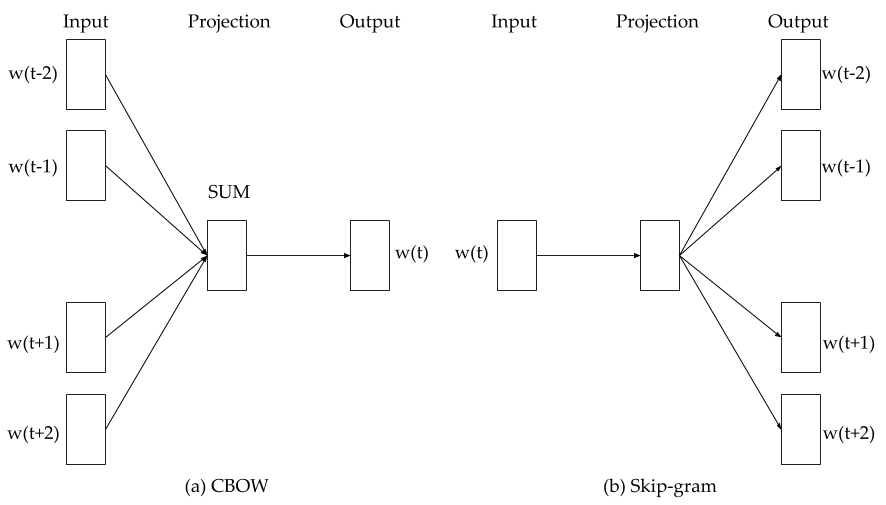 Input Projection Output Input Projection Output
w(t-2)
w(t-1)
SUM
w(t)
w(t+1)
w(t+2)
(a) CBOW
w(t)
w(t-2)
w(t-1)
w(t+1)
w(t+2)
(b) Skip-gram